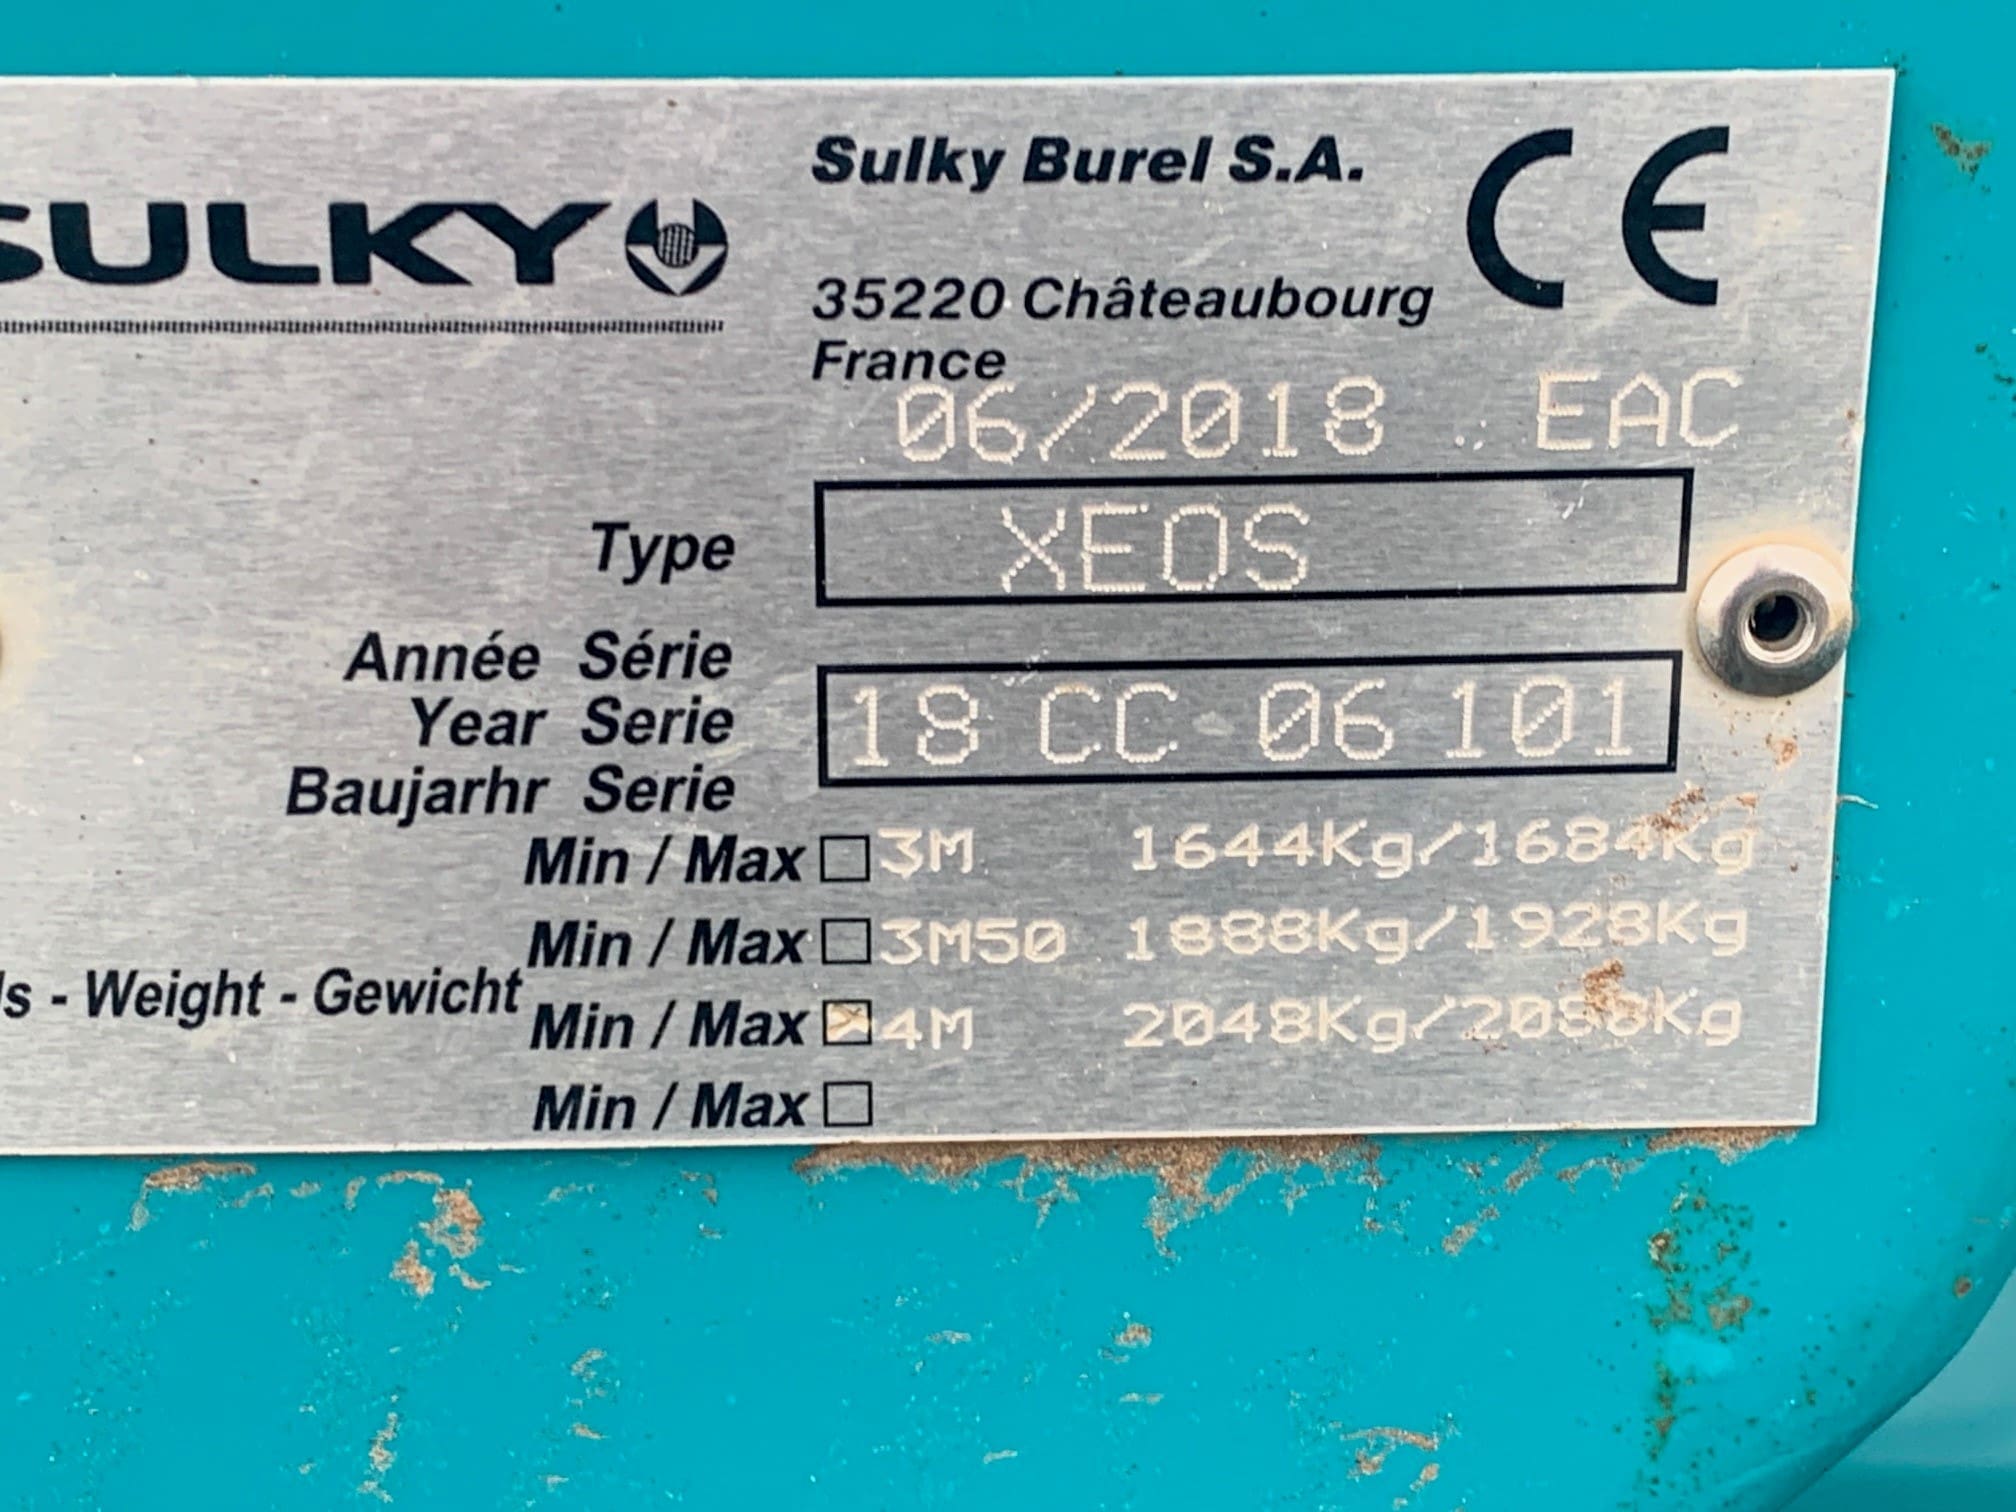 SULKY
Sulky Burel S.A.
CE
35220 Châteaubourg
France
06/2018 EAC
Type XEOS
Année Série
Year Serie 18 CC 06 101
Baujarhr Serie
Min / Max 3M 1644Kg/1684Kg
Min / Max 3M50 1888Kg/1928Kg
- Weight - Gewicht
Min / Max 4M 2048Kg/2088Kg
Min / Max